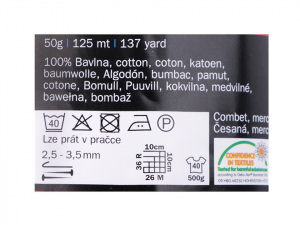 50g | 125 mt | 137 yard
100% Bavlna, cotton, coton, katoen,
baumwolle, Algodón, bumbac, pamut,
cotone, Bomull, Puuvill, kokvilna, medvilné,
bawełna, bombaž
40
Lze prát v pračce
2,5 - 3,5mm
10cm
36 R
10cm
26 M
40
500g
Combet, merc
Česaná, merc
CONFIDENCE
IN TEXTILES
Tested for harmful substances